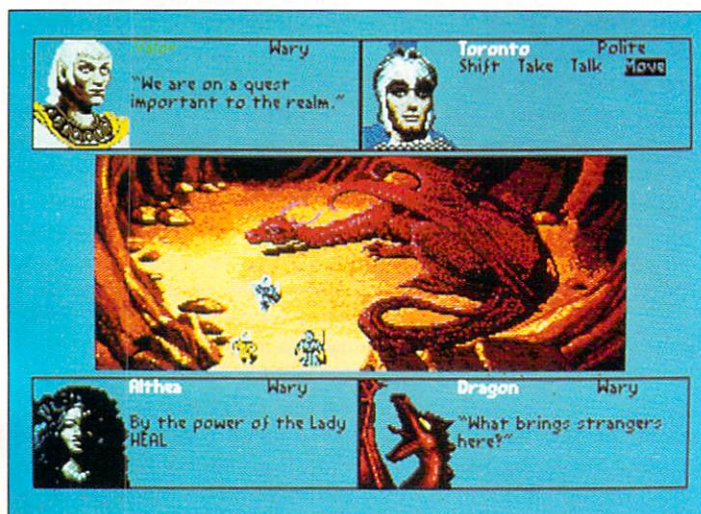 Valor Wary
"We are on a quest
important to the realm."
Toronto Polite
Shift Take Talk Move
Althea Wary
By the power of the Lady
HEAL
Dragon Wary
"What brings strangers
here?"